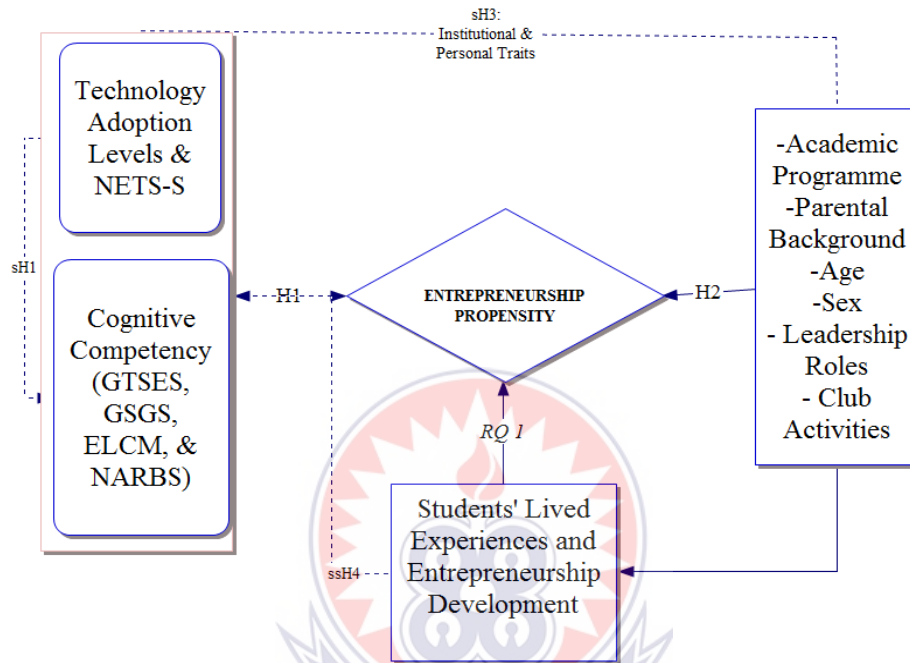 sH3:
Institutional &
Personal Traits
Technology
Adoption
Levels &
NETS-S
sH1
Cognitive
Competency
(GTSES,
GSGS,
ELCM, &
NARBS)
H1
ENTREPRENEURSHIP
PROPENSITY
H2
-Academic
Programme
-Parental
Background
-Age
-Sex
- Leadership
Roles
- Club
Activities
RQ 1
ssH4
Students' Lived
Experiences and
Entrepreneurship
Development